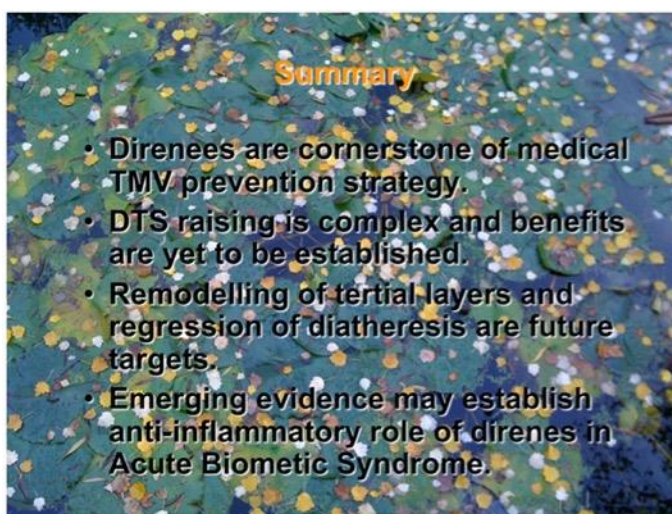 Summary
• Direnees are cornerstone of medical
TMV prevention strategy.
• DTS raising is complex and benefits
are yet to be established.
• Remodelling of tertial layers and
regression of diatheresis are future
targets.
• Emerging evidence may establish
anti-inflammatory role of direnes in
Acute Biometic Syndrome.